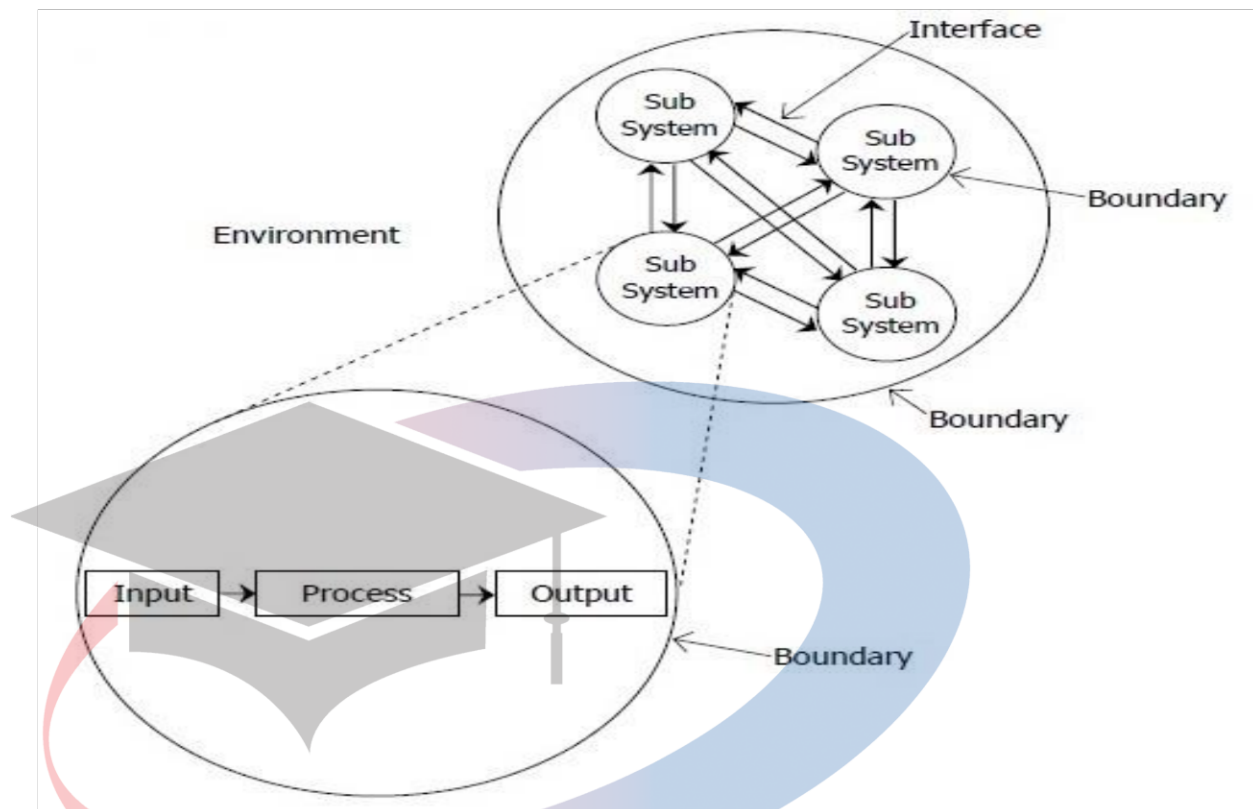 Interface
Sub
System
Sub
System
Boundary
Environment
Sub
System
Sub
System
Boundary
Input
Process
Output
Boundary